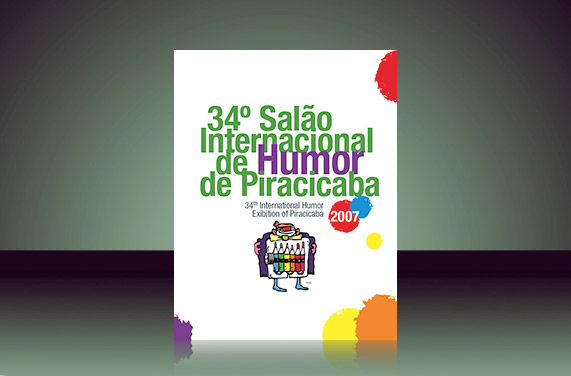 34º Salão
Internacional
de Humor
de Piracicaba
34Th International Humor
Exibition of Piracicaba
2007